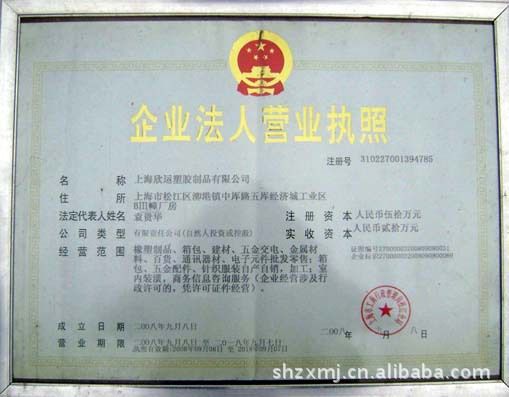 企业法人营业执照
注册号 310227001394785
名称 上海欣运塑胶制品有限公司
住所 上海市松江区泖港镇中厍路五厍经济城工业区
B田幢厂房
法定代表人姓名 袁贵华
注册资本 人民币伍拾万元
公司类型 有限责任公司(自然人投资或控股)
实收资本 人民币贰拾万元
经营范围 橡塑制品、箱包、建材、五金交电、金属材
料、百货、通讯器材、电子元件批发零售；箱
包、五金配件、针织服装自产自销，加工；室
内装潢，商务信息咨询服务（企业经营涉及行
政许可的，凭许可证件经营）。
成立日期 二00八年九月八日
营业期限 二00八年九月八日 至 二0一八年九月七日
二00八 年 九 月 八 日
shzxmj.cn.alibaba.com